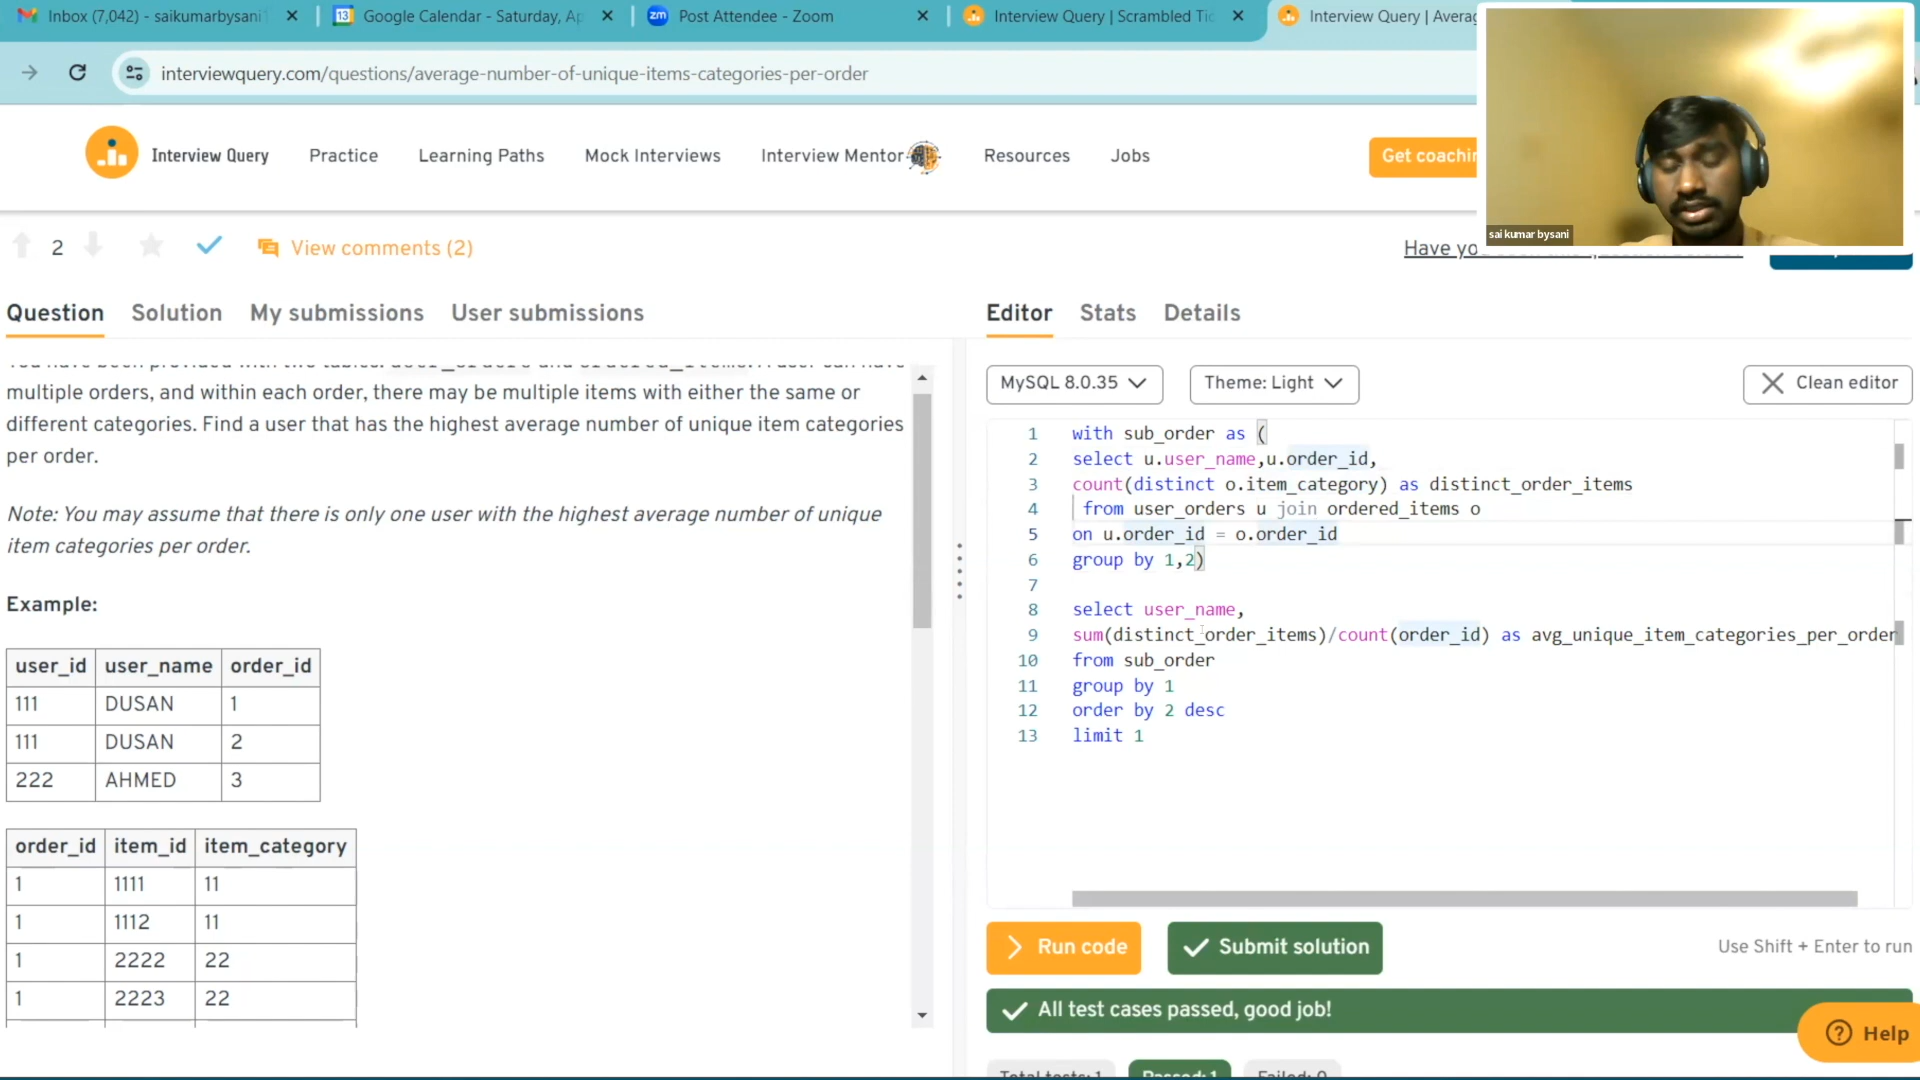 Inbox (7,042) - saikumarbysani1
Google Calendar - Saturday, Ap
zm Post Attendee - Zoom
Interview Query | Scrambled Tic
Interview Query | Averag
interviewquery.com/questions/average-number-of-unique-items-categories-per-order
Interview Query
Practice
Learning Paths
Mock Interviews
Interview Mentor
Resources
Jobs
Get coachin
sai kumar bysani
2
View comments (2)
Have yo
Question
Solution
My submissions
User submissions
multiple orders, and within each order, there may be multiple items with either the same or
different categories. Find a user that has the highest average number of unique item categories
per order.
Note: You may assume that there is only one user with the highest average number of unique
item categories per order.
Example:
user_id user_name order_id
111 DUSAN 1
111 DUSAN 2
222 AHMED 3
order_id item_id item_category
1 1111 11
1 1112 11
1 2222 22
1 2223 22
Editor
Stats
Details
MySQL 8.0.35
Theme: Light
Clean editor
1 with sub_order as (
2 select u.user_name,u.order_id,
3 count(distinct o.item_category) as distinct_order_items
4 from user_orders u join ordered_items o
5 on u.order_id = o.order_id
6 group by 1,2)
7
8 select user_name,
9 sum(distinct_order_items)/count(order_id) as avg_unique_item_categories_per_order
10 from sub_order
11 group by 1
12 order by 2 desc
13 limit 1
Run code
Submit solution
Use Shift + Enter to run
All test cases passed, good job!
Help
Total tests: 1
Passed: 1
Failed: 0